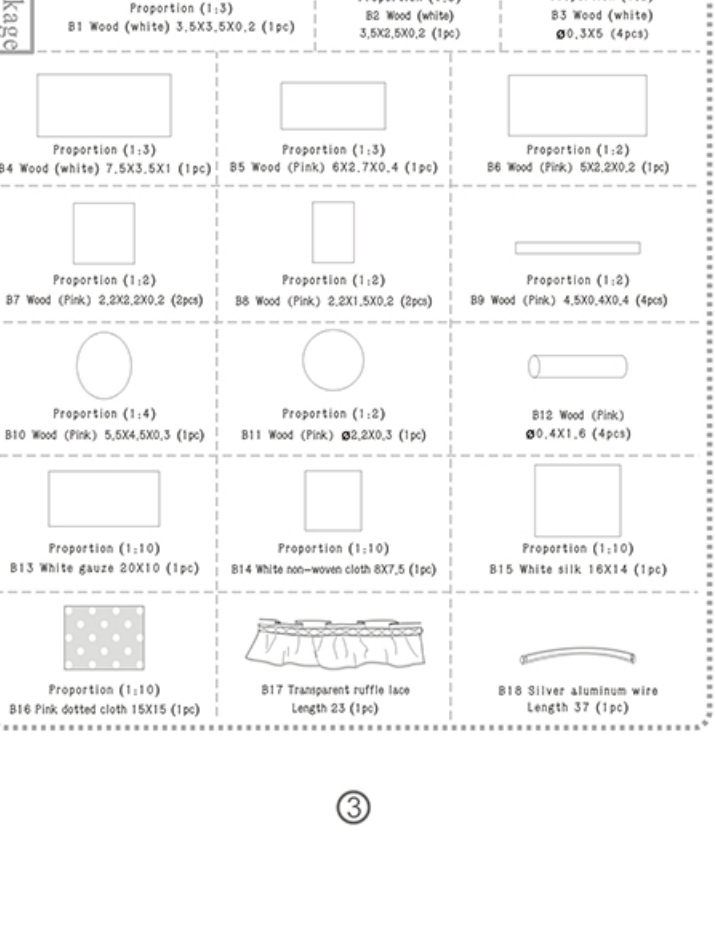 kage
Proportion (1:3)
B1 Wood (white) 3.5X3.5X0.2 (1pc)
B2 Wood (white)
3.5X2.5X0.2 (1pc)
B3 Wood (white)
Ø0.3X5 (4pcs)
Proportion (1:3)
B4 Wood (white) 7.5X3.5X1 (1pc)
Proportion (1:3)
B5 Wood (Pink) 6X2.7X0.4 (1pc)
Proportion (1:2)
B6 Wood (Pink) 5X2.2X0.2 (1pc)
Proportion (1:2)
B7 Wood (Pink) 2.2X2.2X0.2 (2pcs)
Proportion (1:2)
B8 Wood (Pink) 2.2X1.5X0.2 (2pcs)
Proportion (1:2)
B9 Wood (Pink) 4.5X0.4X0.4 (4pcs)
Proportion (1:4)
B10 Wood (Pink) 5.5X4.5X0.3 (1pc)
Proportion (1:2)
B11 Wood (Pink) Ø2.2X0.3 (1pc)
B12 Wood (Pink)
Ø0.4X1.6 (4pcs)
Proportion (1:10)
B13 White gauze 20X10 (1pc)
Proportion (1:10)
B14 White non-woven cloth 8X7.5 (1pc)
Proportion (1:10)
B15 White silk 16X14 (1pc)
Proportion (1:10)
B16 Pink dotted cloth 15X15 (1pc)
B17 Transparent ruffle lace
Length 23 (1pc)
B18 Silver aluminum wire
Length 37 (1pc)
3